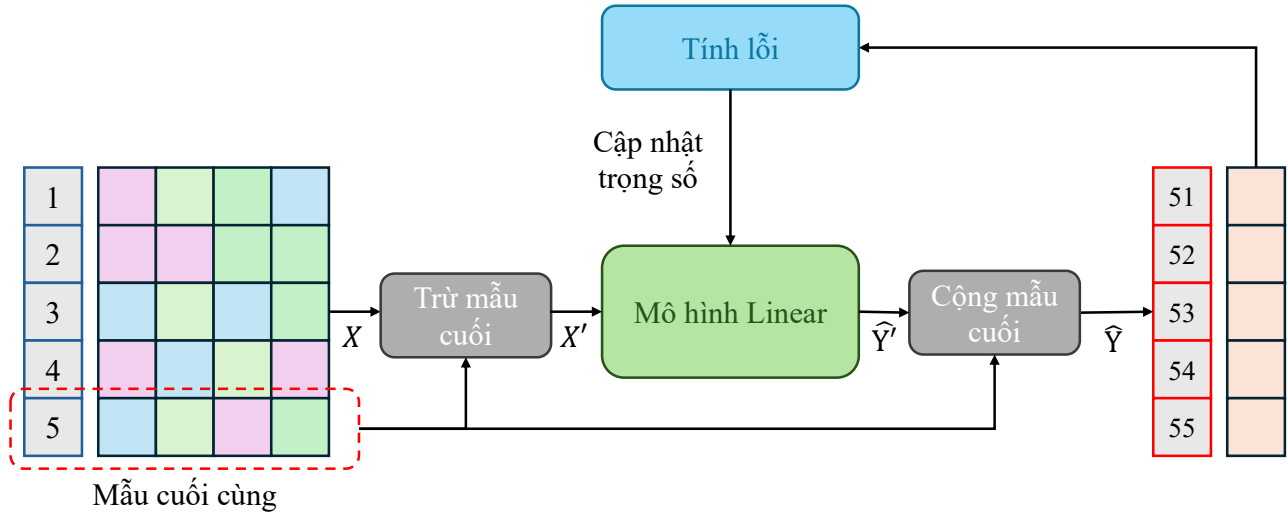 Tính lỗi
Cập nhật
trọng số
1
2
3
4
5
X
Trừ mẫu
cuối
X′
Mô hình Linear
Ŷ′
Cộng mẫu
cuối
Ŷ
51
52
53
54
55
Mẫu cuối cùng